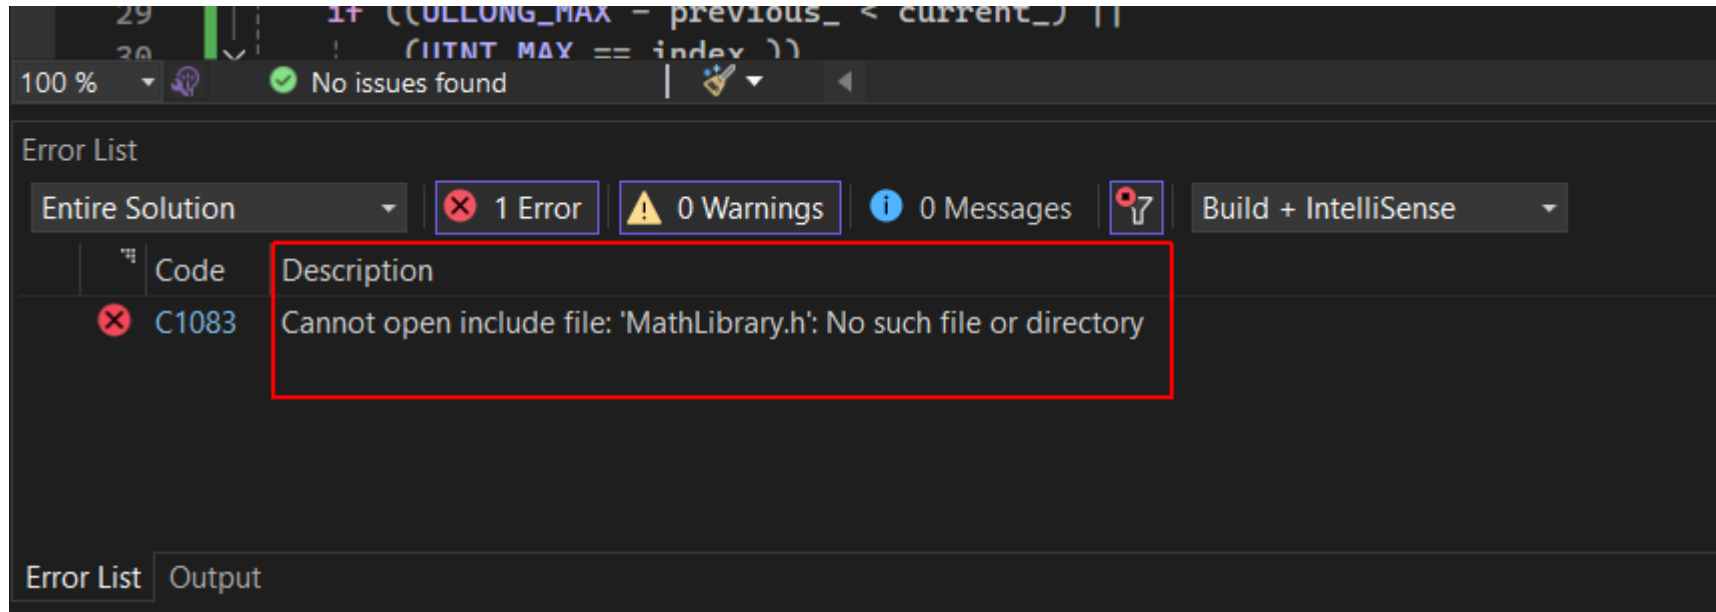 29 if ((ULLONG_MAX - previous_ < current_) ||
30 (UINT_MAX == index_))
100 % No issues found
Error List
Entire Solution 1 Error 0 Warnings 0 Messages Build + IntelliSense
Code Description
C1083 Cannot open include file: 'MathLibrary.h': No such file or directory
Error List Output